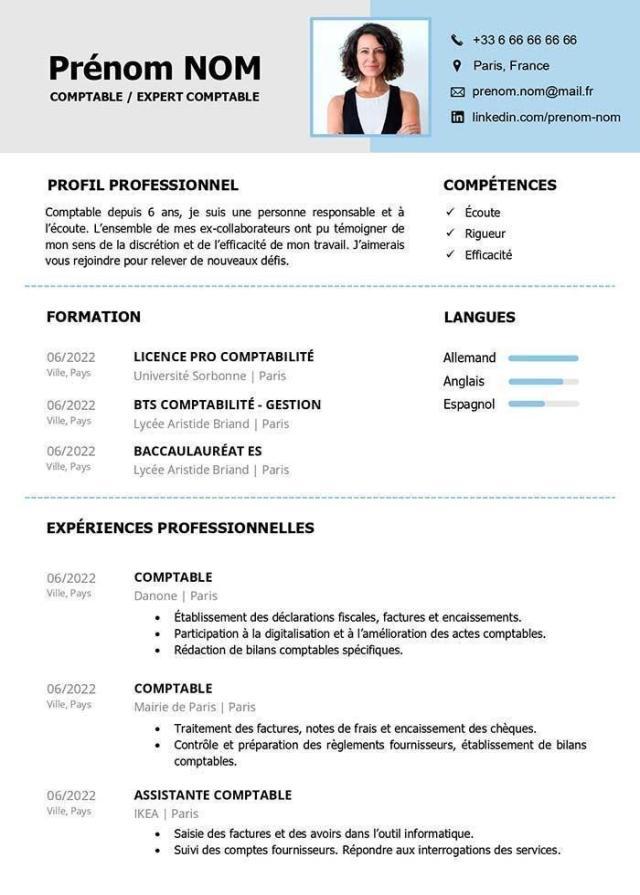 Prénom NOM
COMPTABLE / EXPERT COMPTABLE
+33 6 66 66 66 66
Paris, France
prenom.nom@mail.fr
linkedin.com/prenom-nom
PROFIL PROFESSIONNEL
Comptable depuis 6 ans, je suis une personne responsable et à
l’écoute. L’ensemble de mes ex-collaborateurs ont pu témoigner de
mon sens de la discrétion et de l’efficacité de mon travail. J’aimerais
vous rejoindre pour relever de nouveaux défis.
COMPÉTENCES
✓ Écoute
✓ Rigueur
✓ Efficacité
FORMATION
06/2022 LICENCE PRO COMPTABILITÉ
Ville, Pays Université Sorbonne | Paris
06/2022 BTS COMPTABILITÉ - GESTION
Ville, Pays Lycée Aristide Briand | Paris
06/2022 BACCAULAURÉAT ES
Ville, Pays Lycée Aristide Briand | Paris
LANGUES
Allemand
Anglais
Espagnol
EXPÉRIENCES PROFESSIONNELLES
06/2022 COMPTABLE
Ville, Pays Danone | Paris
• Établissement des déclarations fiscales, factures et encaissements.
• Participation à la digitalisation et à l’amélioration des actes comptables.
• Rédaction de bilans comptables spécifiques.
06/2022 COMPTABLE
Ville, Pays Mairie de Paris | Paris
• Traitement des factures, notes de frais et encaissement des chèques.
• Contrôle et préparation des règlements fournisseurs, établissement de bilans
comptables.
06/2022 ASSISTANTE COMPTABLE
Ville, Pays IKEA | Paris
• Saisie des factures et des avoirs dans l’outil informatique.
• Suivi des comptes fournisseurs. Répondre aux interrogations des services.